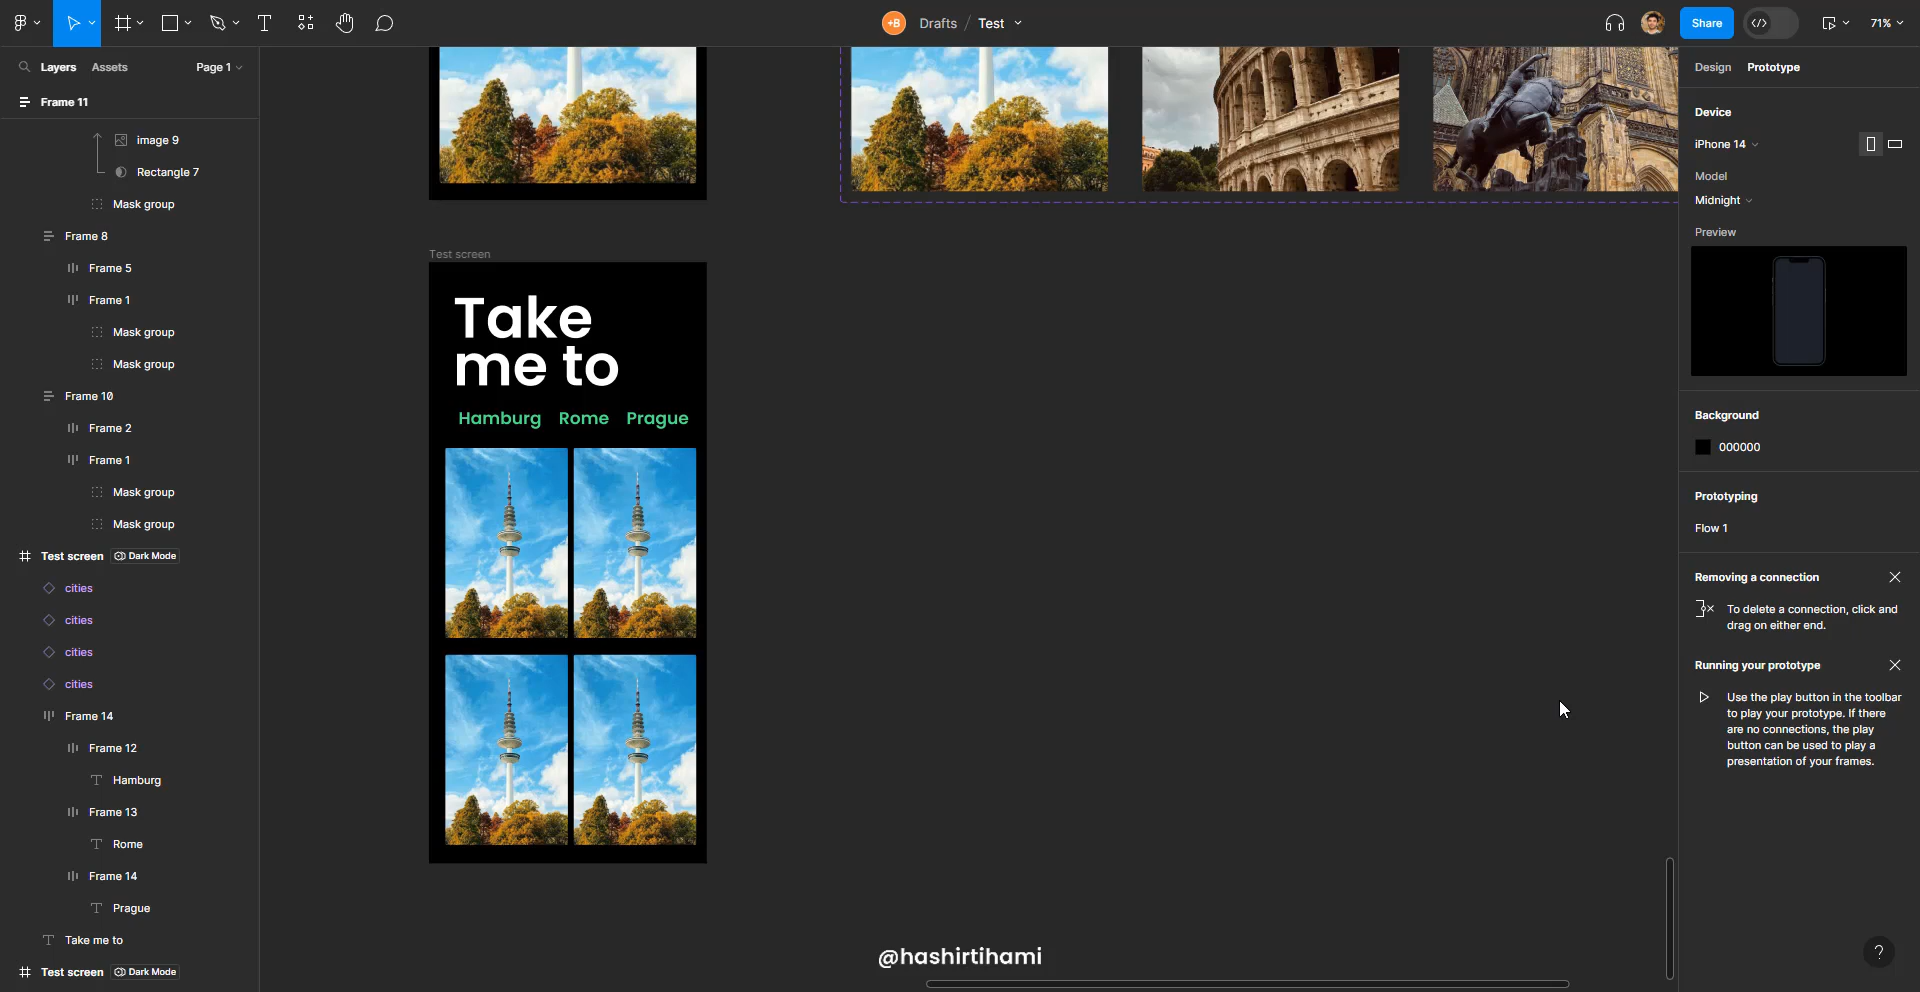 Drafts / Test
Share
71%
Layers
Assets
Page 1
Frame 11
image 9
Rectangle 7
Mask group
Frame 8
Frame 5
Frame 1
Mask group
Mask group
Frame 10
Frame 2
Frame 1
Mask group
Mask group
Test screen
Dark Mode
cities
cities
cities
cities
Frame 14
Frame 12
Hamburg
Frame 13
Rome
Frame 14
Prague
Take me to
Test screen
Dark Mode
Test screen
Take
me to
Hamburg Rome Prague
@hashirtihami
Design
Prototype
Device
iPhone 14
Model
Midnight
Preview
Background
000000
Prototyping
Flow 1
Removing a connection
To delete a connection, click and
drag on either end.
Running your prototype
Use the play button in the toolbar
to play your prototype. If there
are no connections, the play
button can be used to play a
presentation of your frames.
?
+B